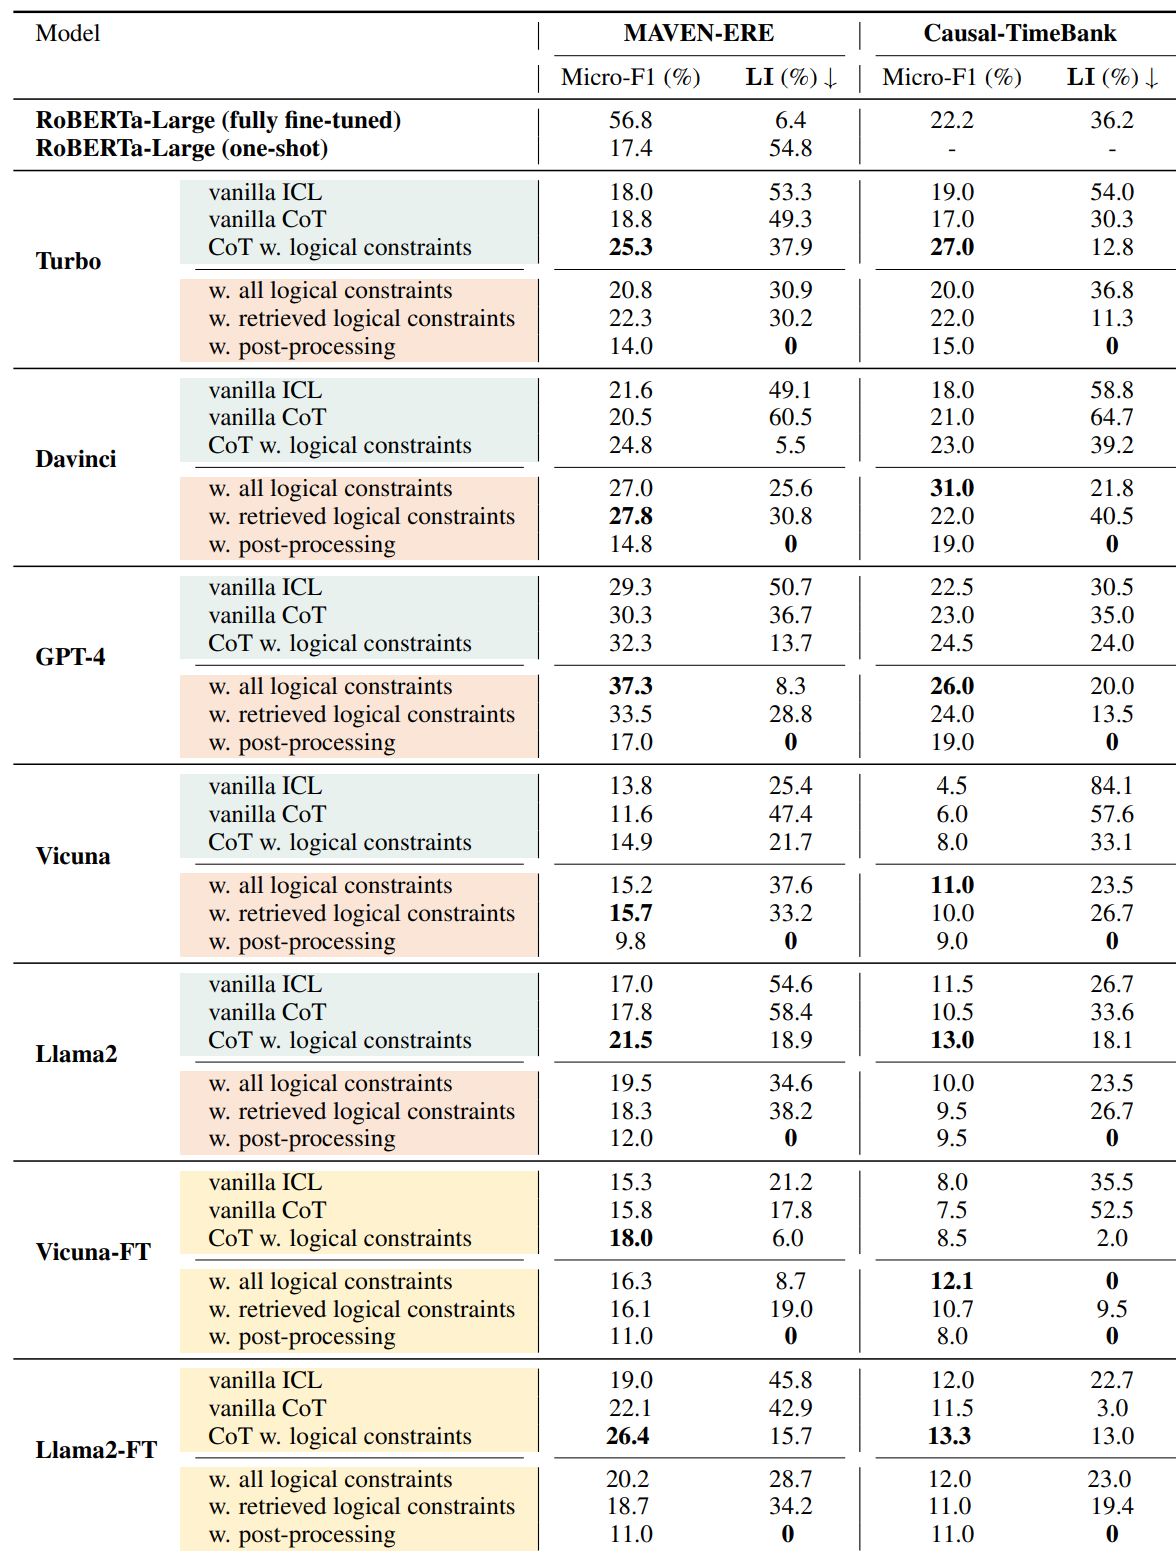 Model MAVEN-ERE Causal-TimeBank
Micro-F1 (%) LI (%) ↓ Micro-F1 (%) LI (%) ↓
RoBERTa-Large (fully fine-tuned) 56.8 6.4 22.2 36.2
RoBERTa-Large (one-shot) 17.4 54.8 - -
vanilla ICL 18.0 53.3 19.0 54.0
vanilla CoT 18.8 49.3 17.0 30.3
CoT w. logical constraints 25.3 37.9 27.0 12.8
Turbo
w. all logical constraints 20.8 30.9 20.0 36.8
w. retrieved logical constraints 22.3 30.2 22.0 11.3
w. post-processing 14.0 0 15.0 0
vanilla ICL 21.6 49.1 18.0 58.8
vanilla CoT 20.5 60.5 21.0 64.7
CoT w. logical constraints 24.8 5.5 23.0 39.2
Davinci
w. all logical constraints 27.0 25.6 31.0 21.8
w. retrieved logical constraints 27.8 30.8 22.0 40.5
w. post-processing 14.8 0 19.0 0
vanilla ICL 29.3 50.7 22.5 30.5
vanilla CoT 30.3 36.7 23.0 35.0
CoT w. logical constraints 32.3 13.7 24.5 24.0
GPT-4
w. all logical constraints 37.3 8.3 26.0 20.0
w. retrieved logical constraints 33.5 28.8 24.0 13.5
w. post-processing 17.0 0 19.0 0
vanilla ICL 13.8 25.4 4.5 84.1
vanilla CoT 11.6 47.4 6.0 57.6
CoT w. logical constraints 14.9 21.7 8.0 33.1
Vicuna
w. all logical constraints 15.2 37.6 11.0 23.5
w. retrieved logical constraints 15.7 33.2 10.0 26.7
w. post-processing 9.8 0 9.0 0
vanilla ICL 17.0 54.6 11.5 26.7
vanilla CoT 17.8 58.4 10.5 33.6
CoT w. logical constraints 21.5 18.9 13.0 18.1
Llama2
w. all logical constraints 19.5 34.6 10.0 23.5
w. retrieved logical constraints 18.3 38.2 9.5 26.7
w. post-processing 12.0 0 9.5 0
vanilla ICL 15.3 21.2 8.0 35.5
vanilla CoT 15.8 17.8 7.5 52.5
CoT w. logical constraints 18.0 6.0 8.5 2.0
Vicuna-FT
w. all logical constraints 16.3 8.7 12.1 0
w. retrieved logical constraints 16.1 19.0 10.7 9.5
w. post-processing 11.0 0 8.0 0
vanilla ICL 19.0 45.8 12.0 22.7
vanilla CoT 22.1 42.9 11.5 3.0
CoT w. logical constraints 26.4 15.7 13.3 13.0
Llama2-FT
w. all logical constraints 20.2 28.7 12.0 23.0
w. retrieved logical constraints 18.7 34.2 11.0 19.4
w. post-processing 11.0 0 11.0 0